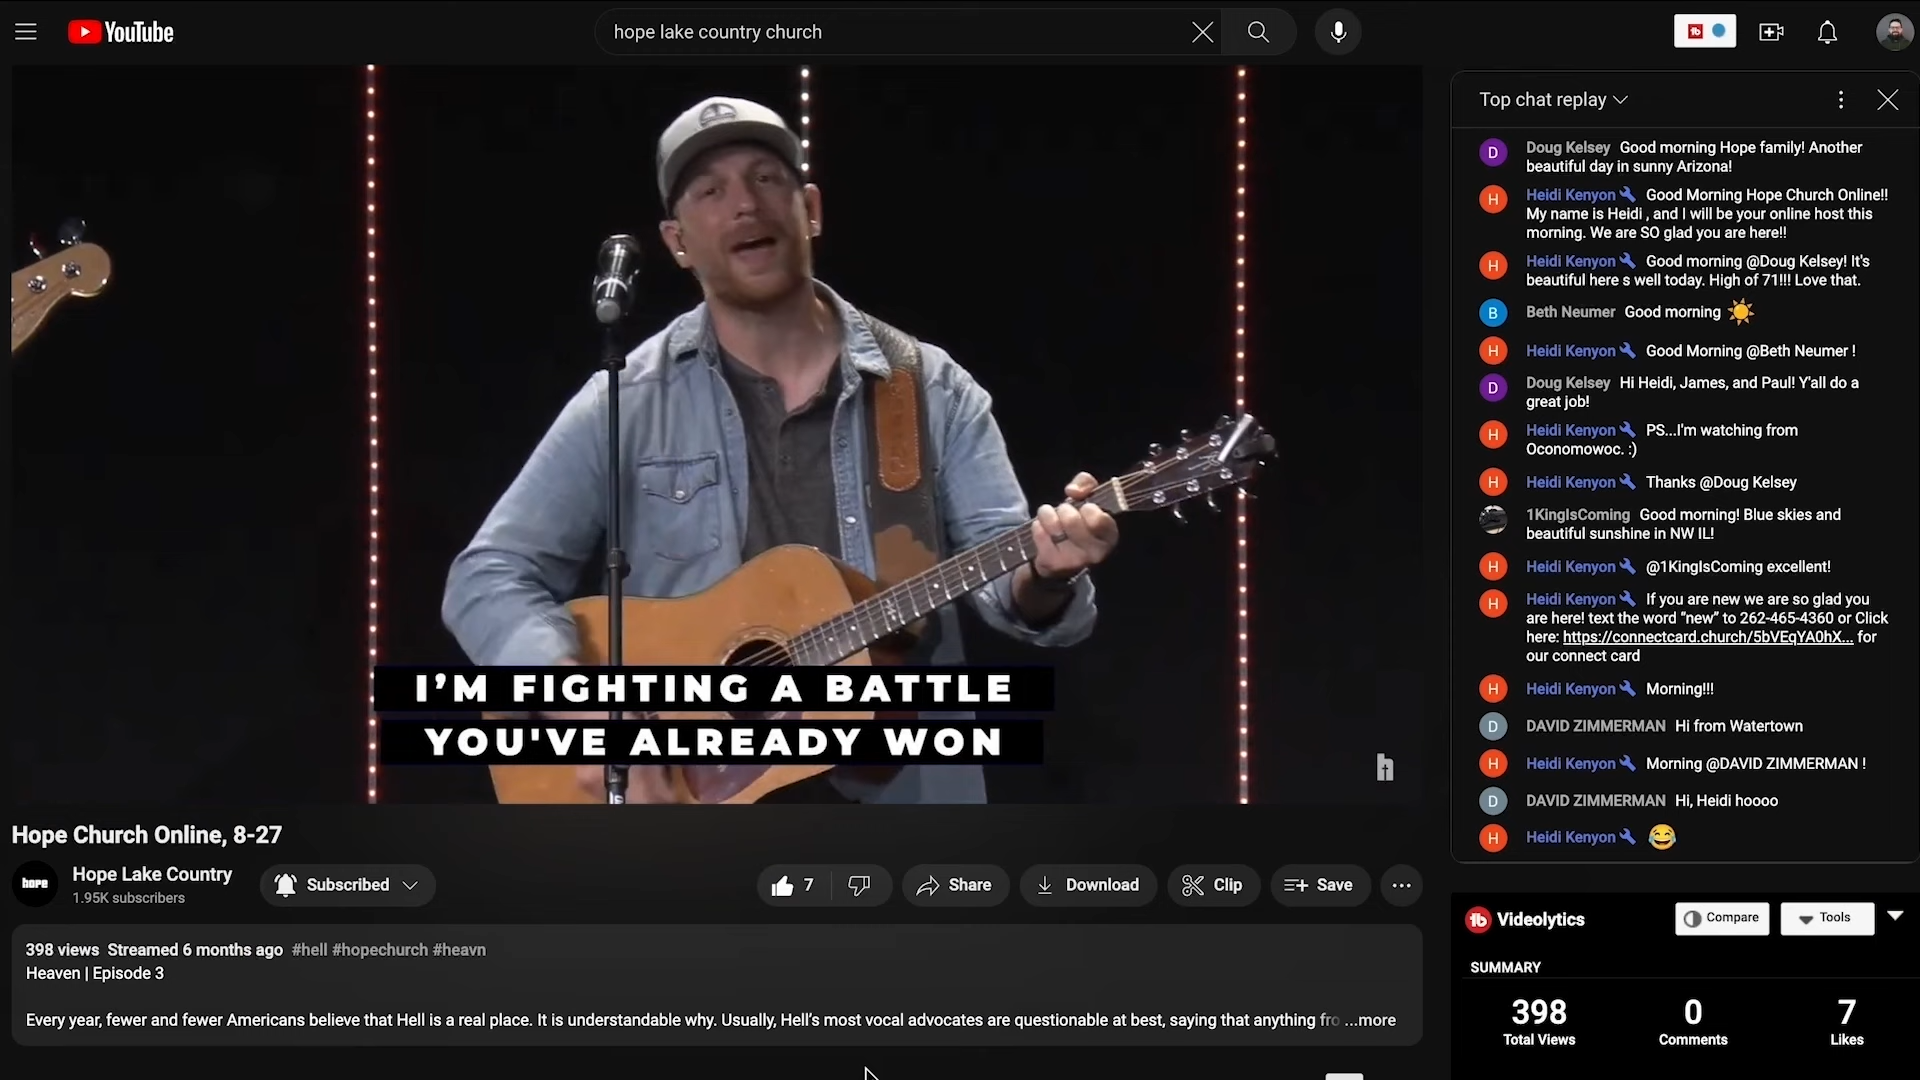 YouTube
hope lake country church
I'M FIGHTING A BATTLE
YOU'VE ALREADY WON
Hope Church Online, 8-27
hope
Hope Lake Country
1.95K subscribers
Subscribed
7
Share
Download
Clip
Save
398 views Streamed 6 months ago #hell #hopechurch #heavn
Heaven | Episode 3
Every year, fewer and fewer Americans believe that Hell is a real place. It is understandable why. Usually, Hell's most vocal advocates are questionable at best, saying that anything fro ...more
Top chat replay
D Doug Kelsey Good morning Hope family! Another
beautiful day in sunny Arizona!
H Heidi Kenyon Good Morning Hope Church Online!!
My name is Heidi , and I will be your online host this
morning. We are SO glad you are here!!
H Heidi Kenyon Good morning @Doug Kelsey! It's
beautiful here s well today. High of 71!!! Love that.
B Beth Neumer Good morning ☀️
H Heidi Kenyon Good Morning @Beth Neumer !
D Doug Kelsey Hi Heidi, James, and Paul! Y'all do a
great job!
H Heidi Kenyon PS...I'm watching from
Oconomowoc. :)
H Heidi Kenyon Thanks @Doug Kelsey
1KingIsComing Good morning! Blue skies and
beautiful sunshine in NW IL!
H Heidi Kenyon @1KingIsComing excellent!
H Heidi Kenyon If you are new we are so glad you
are here! text the word "new" to 262-465-4360 or Click
here: https://connectcard.church/5bVEqYA0hX... for
our connect card
H Heidi Kenyon Morning!!!
D DAVID ZIMMERMAN Hi from Watertown
H Heidi Kenyon Morning @DAVID ZIMMERMAN !
D DAVID ZIMMERMAN Hi, Heidi hoooo
H Heidi Kenyon 😂
tb Videolytics
Compare
Tools
SUMMARY
398 0 7
Total Views Comments Likes